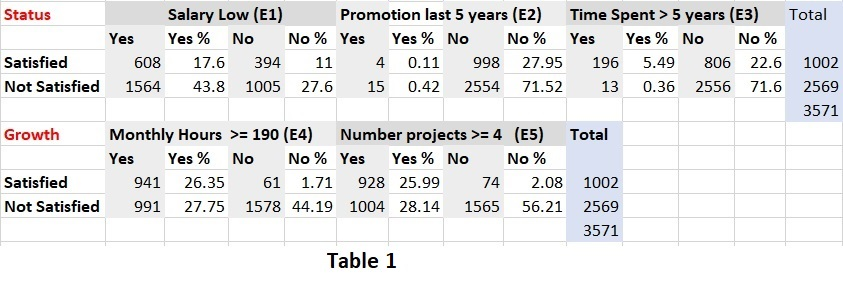 Status Salary Low (E1) Promotion last 5 years (E2) Time Spent > 5 years (E3) Total
Yes Yes % No No % Yes Yes % No No % Yes Yes % No No %
Satisfied 608 17.6 394 11 4 0.11 998 27.95 196 5.49 806 22.6 1002
Not Satisfied 1564 43.8 1005 27.6 15 0.42 2554 71.52 13 0.36 2556 71.6 2569
3571
Growth Monthly Hours >= 190 (E4) Number projects >= 4 (E5) Total
Yes Yes % No No % Yes Yes % No No %
Satisfied 941 26.35 61 1.71 928 25.99 74 2.08 1002
Not Satisfied 991 27.75 1578 44.19 1004 28.14 1565 56.21 2569
3571
Table 1